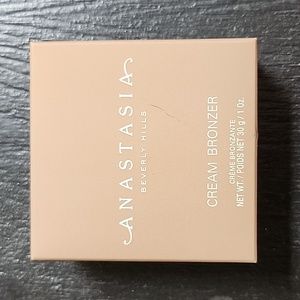 ANASTASIA
BEVERLY HILLS
CREAM BRONZER
CRÈME BRONZANTE
NET WT. / POIDS NET 30 g / 1 Oz.